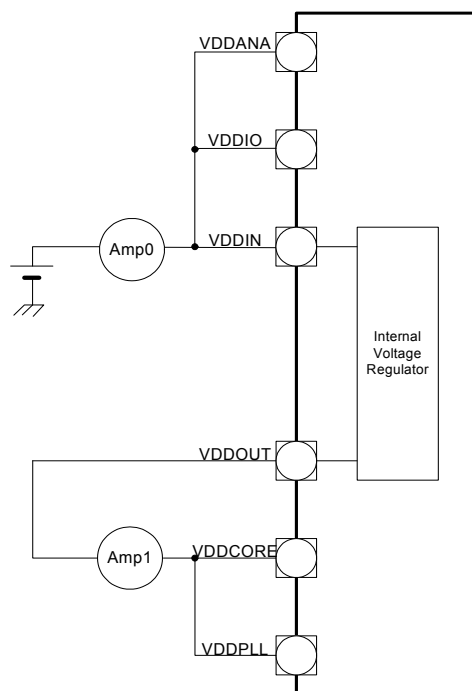 VDDANA
VDDIO
Amp0
VDDIN
Internal
Voltage
Regulator
VDDOUT
Amp1
VDDCORE
VDDPLL